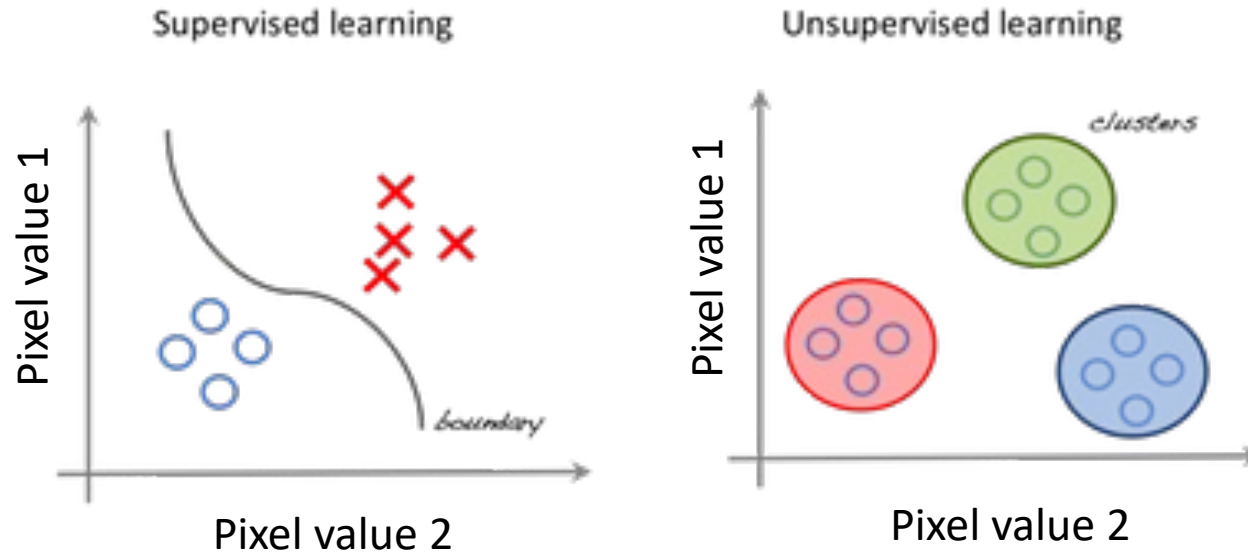 Supervised learning
Pixel value 1
boundary
Pixel value 2
Unsupervised learning
clusters
Pixel value 1
Pixel value 2